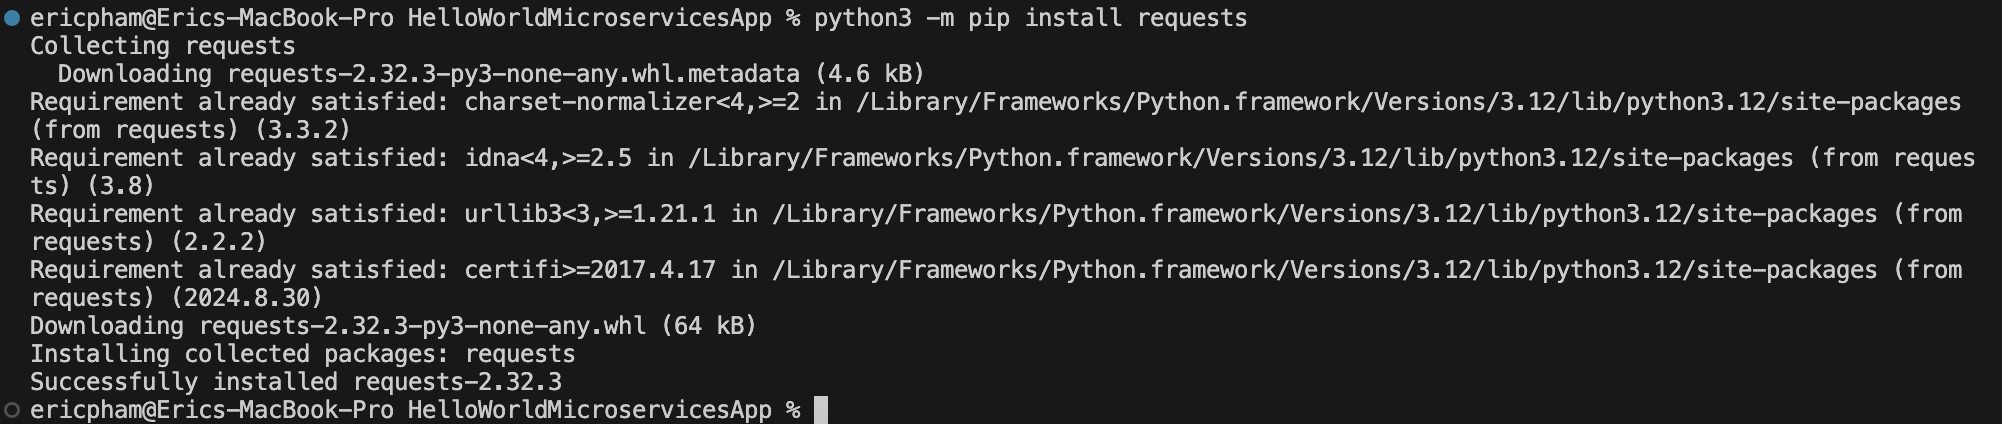 ericpham@Erics-MacBook-Pro HelloWorldMicroservicesApp % python3 -m pip install requests
Collecting requests
  Downloading requests-2.32.3-py3-none-any.whl.metadata (4.6 kB)
Requirement already satisfied: charset-normalizer<4,>=2 in /Library/Frameworks/Python.framework/Versions/3.12/lib/python3.12/site-packages
(from requests) (3.3.2)
Requirement already satisfied: idna<4,>=2.5 in /Library/Frameworks/Python.framework/Versions/3.12/lib/python3.12/site-packages (from reques
ts) (3.8)
Requirement already satisfied: urllib3<3,>=1.21.1 in /Library/Frameworks/Python.framework/Versions/3.12/lib/python3.12/site-packages (from
requests) (2.2.2)
Requirement already satisfied: certifi>=2017.4.17 in /Library/Frameworks/Python.framework/Versions/3.12/lib/python3.12/site-packages (from
requests) (2024.8.30)
Downloading requests-2.32.3-py3-none-any.whl (64 kB)
Installing collected packages: requests
Successfully installed requests-2.32.3
ericpham@Erics-MacBook-Pro HelloWorldMicroservicesApp %